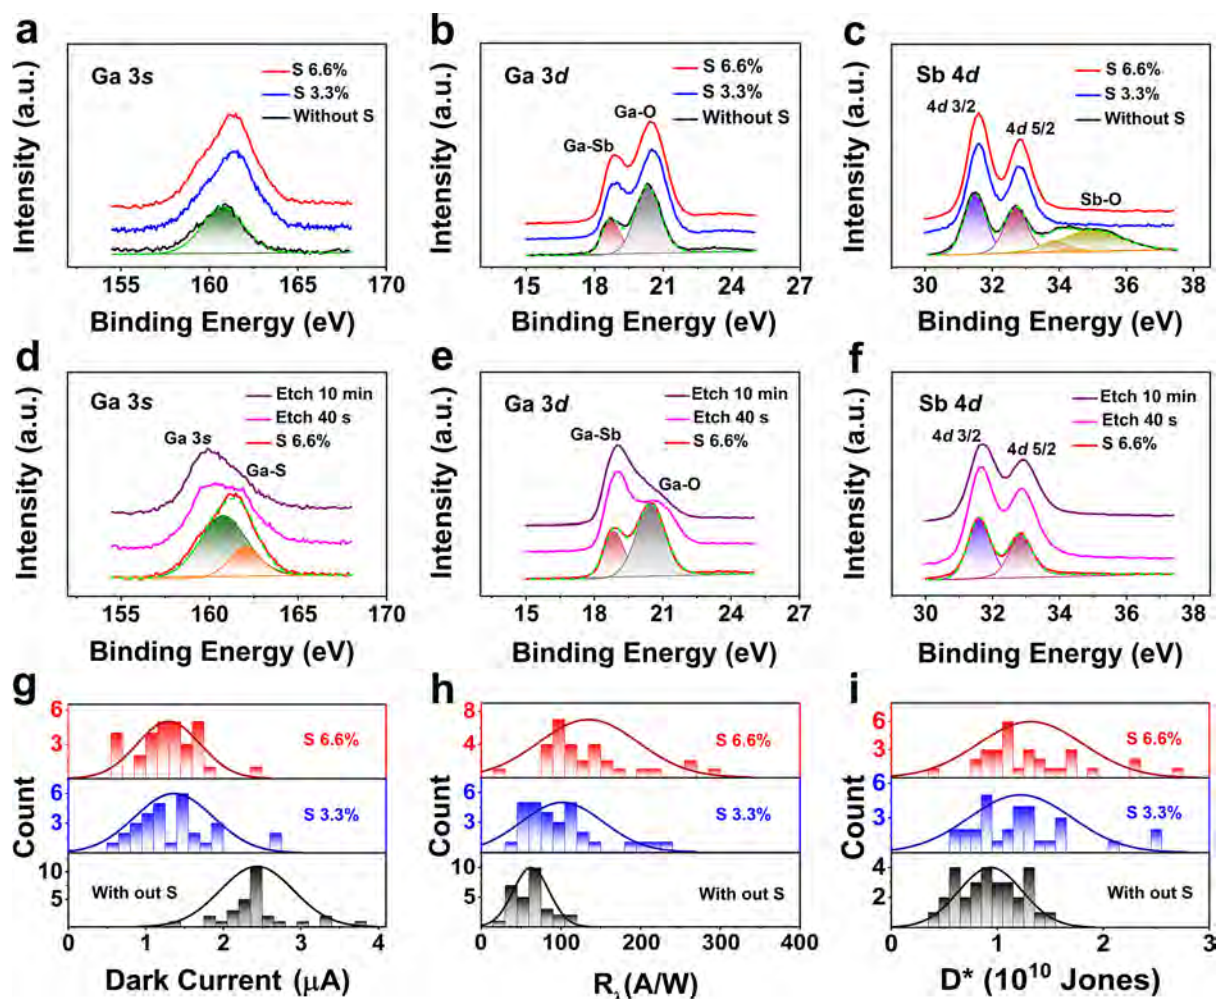 a
Ga 3s
S 6.6%
S 3.3%
Without S
Intensity (a.u.)
155 160 165 170
Binding Energy (eV)
b
Ga 3d
S 6.6%
S 3.3%
Without S
Ga-O
Ga-Sb
Intensity (a.u.)
15 18 21 24 27
Binding Energy (eV)
c
Sb 4d
S 6.6%
S 3.3%
Without S
4d 3/2
4d 5/2
Sb-O
Intensity (a.u.)
30 32 34 36 38
Binding Energy (eV)
d
Ga 3s
Etch 10 min
Etch 40 s
S 6.6%
Ga 3s
Ga-S
Intensity (a.u.)
155 160 165 170
Binding Energy (eV)
e
Ga 3d
Etch 10 min
Etch 40 s
S 6.6%
Ga-Sb
Ga-O
Intensity (a.u.)
15 18 21 24 27
Binding Energy (eV)
f
Sb 4d
Etch 10 min
Etch 40 s
S 6.6%
4d 3/2
4d 5/2
Intensity (a.u.)
30 32 34 36 38
Binding Energy (eV)
g
6
3
S 6.6%
6
3
S 3.3%
10
5
With out S
Count
0 1 2 3 4
Dark Current (μA)
h
8
4
S 6.6%
6
3
S 3.3%
10
5
With out S
Count
0 100 200 300 400
Rλ(A/W)
i
6
3
S 6.6%
6
3
S 3.3%
4
2
With out S
Count
0 1 2 3
D* (10¹⁰ Jones)